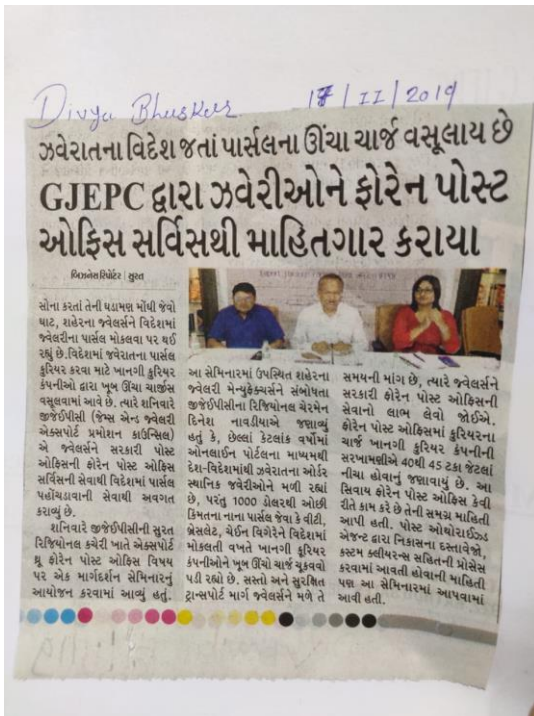 Divya Bhaskar 17/11/2019
ઝવેરાતના વિદેશ જતાં પાર્સલના ઊંચા ચાર્જ વસૂલાય છે
GJEPC દ્વારા ઝવેરીઓને ફોરેન પોસ્ટ
ઓફિસ સર્વિસથી માહિતગાર કરાયા
બિઝનેસ રિપોર્ટર | સુરત
સોના કરતાં તેની ઘડામણ મોંઘી જેવો
ઘાટ, શહેરના જ્વેલર્સને વિદેશમાં
જ્વેલરીના પાર્સલ મોકલવા પર થઈ
રહ્યું છે. વિદેશમાં જવેરાતના પાર્સલ
કુરિયર કરવા માટે ખાનગી કુરિયર
કંપનીઓ દ્વારા ખૂબ ઊંચા ચાર્જીસ
વસૂલવામાં આવે છે. ત્યારે શનિવારે
જીજેઈપીસી (જેમ્સ એન્ડ જ્વેલરી
એક્સપોર્ટ પ્રમોશન કાઉન્સિલ)
એ જ્વેલર્સને સરકારી પોસ્ટ
ઓફિસની ફોરેન પોસ્ટ ઓફિસ
સર્વિસની સેવાથી વિદેશમાં પાર્સલ
પહોંચાડવાની સેવાથી અવગત
કરાવ્યા છે.
શનિવારે જીજેઈપીસીની સુરત
રિજિયોનલ કચેરી ખાતે એક્સપોર્ટ
થ્રૂ ફોરેન પોસ્ટ ઓફિસ વિષય
પર એક માર્ગદર્શન સેમિનારનું
આયોજન કરવામાં આવ્યું હતું.
આ સેમિનારમાં ઉપસ્થિત શહેરના
જ્વેલરી મેન્યુફેક્ચર્સને સંબોધતા
જીજેઈપીસીના રિજિયોનલ ચેરમેન
દિનેશ નાવડીયાએ જણાવ્યું
હતું કે, છેલ્લાં કેટલાંક વર્ષોમાં
ઓનલાઈન પોર્ટલના માધ્યમથી
દેશ-વિદેશમાંથી ઝવેરાતના ઓર્ડર
સ્થાનિક જવેરીઓને મળી રહ્યાં
છે, પરંતુ 1000 ડોલરથી ઓછી
કિંમતના નાના પાર્સલ જેવા કે વીટી,
બ્રેસલેટ, ચેઈન વિગેરેને વિદેશમાં
મોકલતી વખતે ખાનગી કૂરિયર
કંપનીઓને ખૂબ ઊંચો ચાર્જ ચૂકવવો
પડી રહ્યો છે. સસ્તો અને સુરક્ષિત
ટ્રાન્સપોર્ટ માર્ગ જ્વેલર્સને મળે તે
સમયની માંગ છે, ત્યારે જ્વેલર્સને
સરકારી ફોરેન પોસ્ટ ઓફિસની
સેવાનો લાભ લેવો જોઈએ.
ફોરેન પોસ્ટ ઓફિસમાં કુરિયરના
ચાર્જ ખાનગી કુરિયર કંપનીની
સરખામણીએ 40થી 45 ટકા જેટલાં
નીચા હોવાનું જણાવાયું છે. આ
સિવાય ફોરેન પોસ્ટ ઓફિસ કેવી
રીતે કામ કરે છે તેની સમગ્ર માહિતી
આપી હતી. પોસ્ટ ઓથોરાઈઝ્ડ
એજન્ટ દ્વારા નિકાસના દસ્તાવેજો,
કસ્ટમ ક્લીયરન્સ સહિતની પ્રોસેસ
કરવામાં આવતી હોવાની માહિતી
પણ આ સેમિનારમાં આપવામાં
આવી હતી.